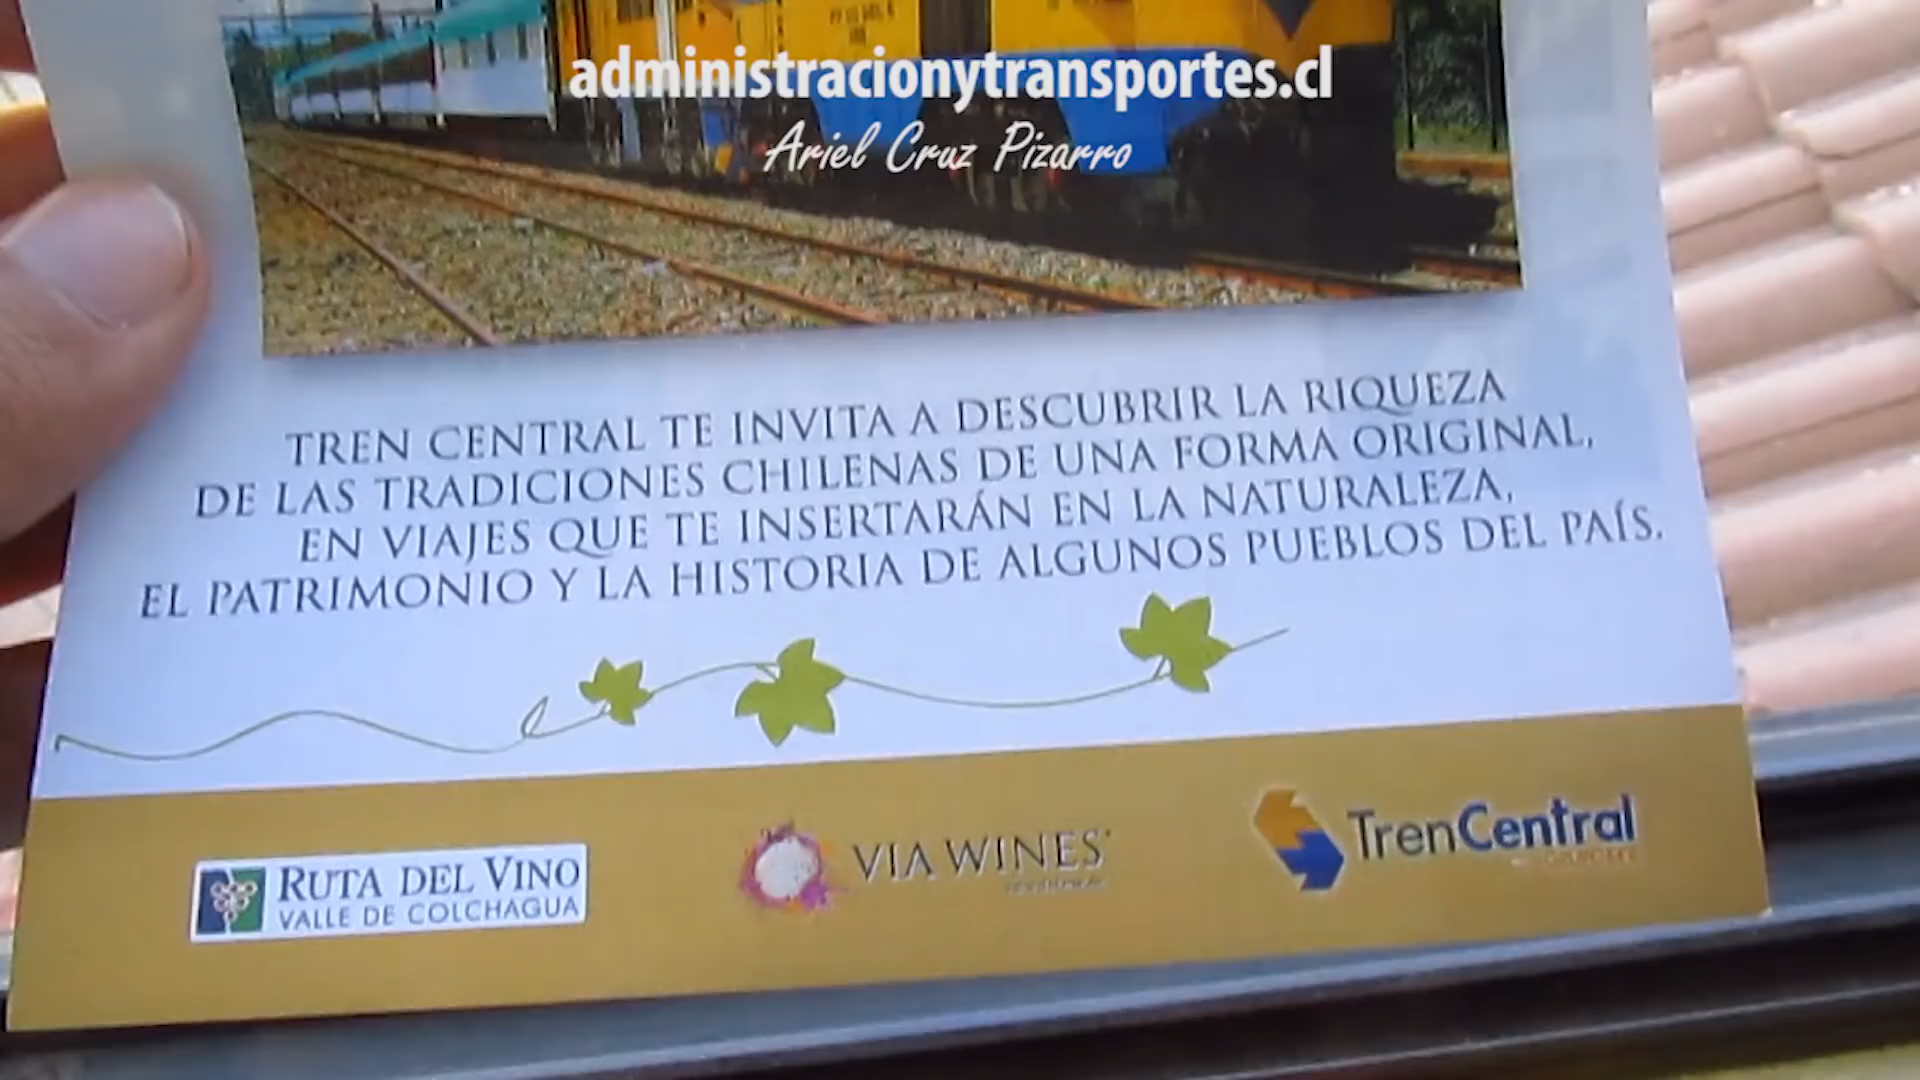 administracionytransportes.cl
Ariel Cruz Pizarro
TREN CENTRAL TE INVITA A DESCUBRIR LA RIQUEZA
DE LAS TRADICIONES CHILENAS DE UNA FORMA ORIGINAL,
EN VIAJES QUE TE INSERTARÁN EN LA NATURALEZA,
EL PATRIMONIO Y LA HISTORIA DE ALGUNOS PUEBLOS DEL PAÍS.
RUTA DEL VINO
VALLE DE COLCHAGUA
VIA WINES
TrenCentral